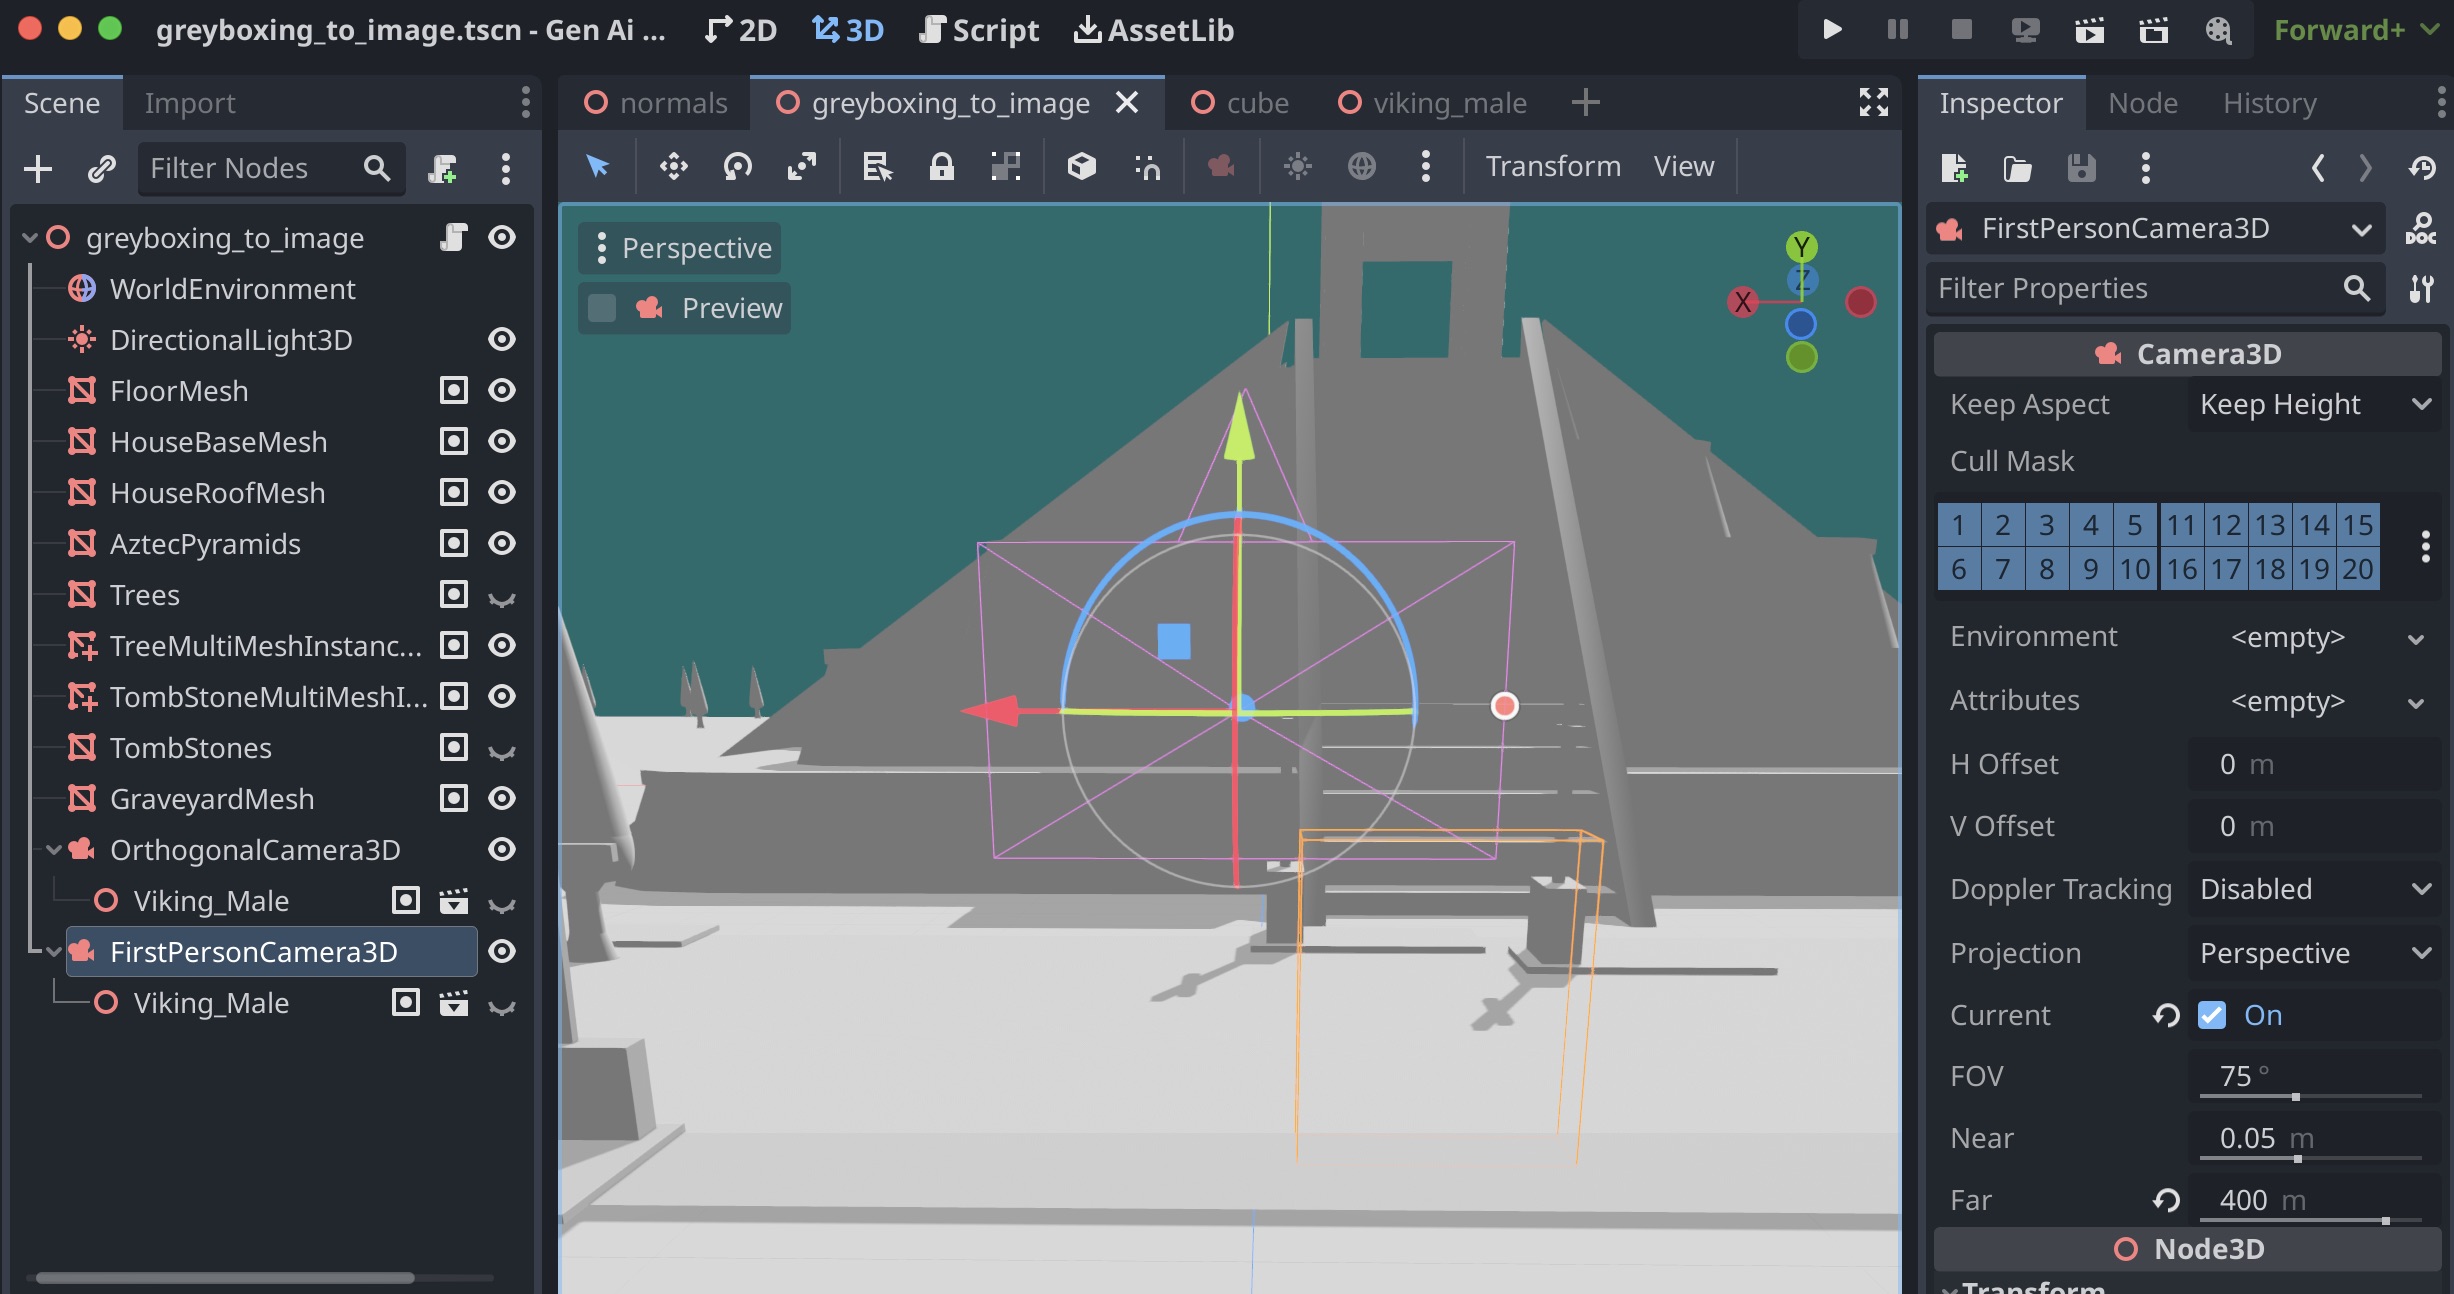 greyboxing_to_image.tscn - Gen Ai ...
2D
3D
Script
AssetLib
Forward+
Scene
Import
Filter Nodes
greyboxing_to_image
WorldEnvironment
DirectionalLight3D
FloorMesh
HouseBaseMesh
HouseRoofMesh
AztecPyramids
Trees
TreeMultiMeshInstanc...
TombStoneMultiMeshI...
TombStones
GraveyardMesh
OrthogonalCamera3D
Viking_Male
FirstPersonCamera3D
Viking_Male
normals
greyboxing_to_image
cube
viking_male
Transform
View
Perspective
Preview
Y
Z
X
Inspector
Node
History
FirstPersonCamera3D
DOC
Filter Properties
Camera3D
Keep Aspect
Keep Height
Cull Mask
1 2 3 4 5 11 12 13 14 15
6 7 8 9 10 16 17 18 19 20
Environment
<empty>
Attributes
<empty>
H Offset
0 m
V Offset
0 m
Doppler Tracking
Disabled
Projection
Perspective
Current
On
FOV
75 °
Near
0.05 m
Far
400 m
Node3D
Transform